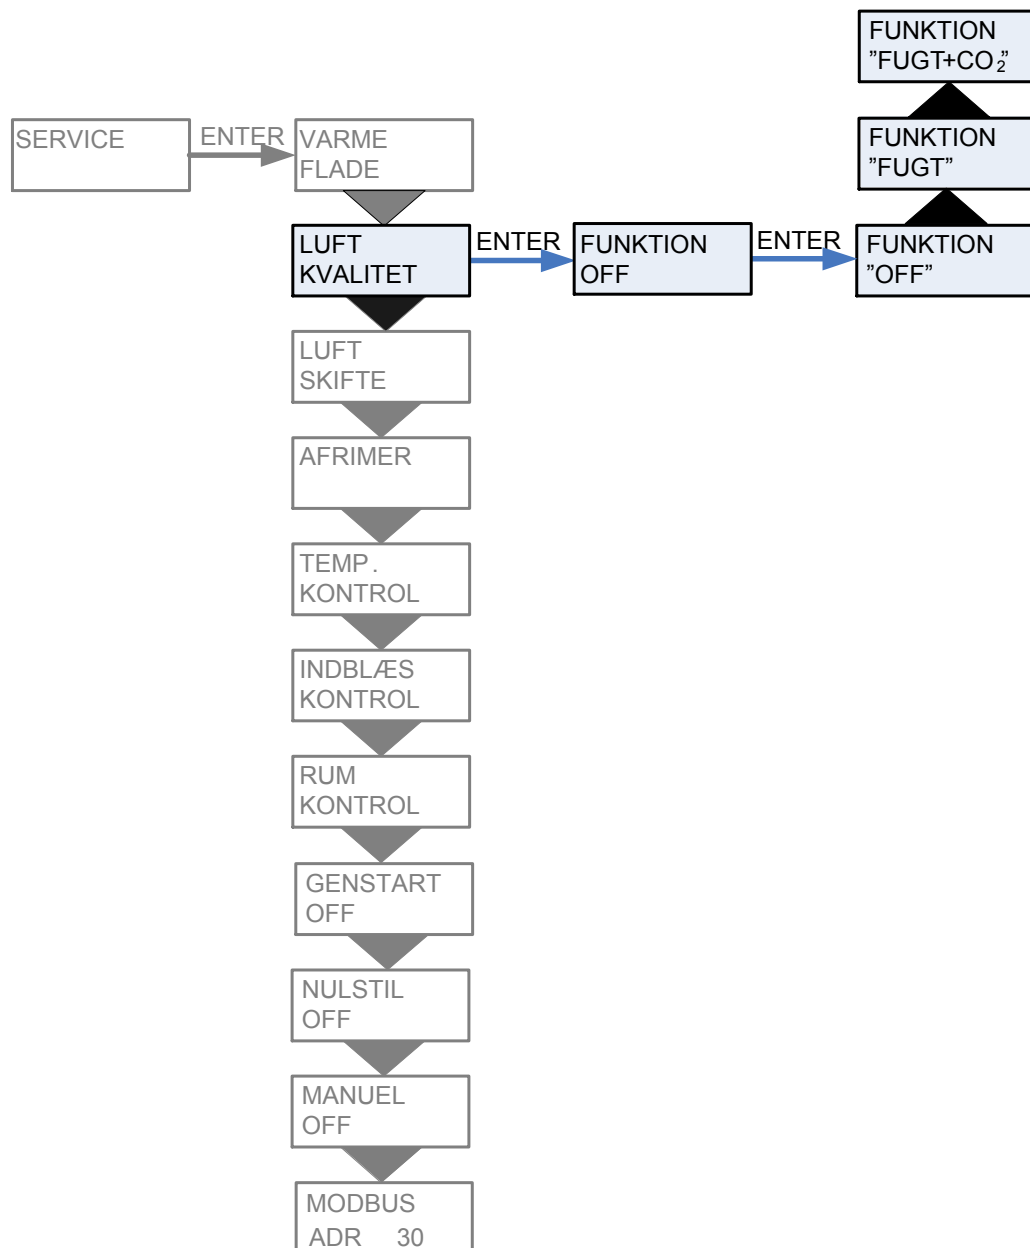 FUNKTION
”FUGT+CO₂”
SERVICE
ENTER
VARME
FLADE
FUNKTION
”FUGT”
LUFT
KVALITET
ENTER
FUNKTION
OFF
ENTER
FUNKTION
”OFF”
LUFT
SKIFTE
AFRIMER
TEMP.
KONTROL
INDBLÆS
KONTROL
RUM
KONTROL
GENSTART
OFF
NULSTIL
OFF
MANUEL
OFF
MODBUS
ADR 30